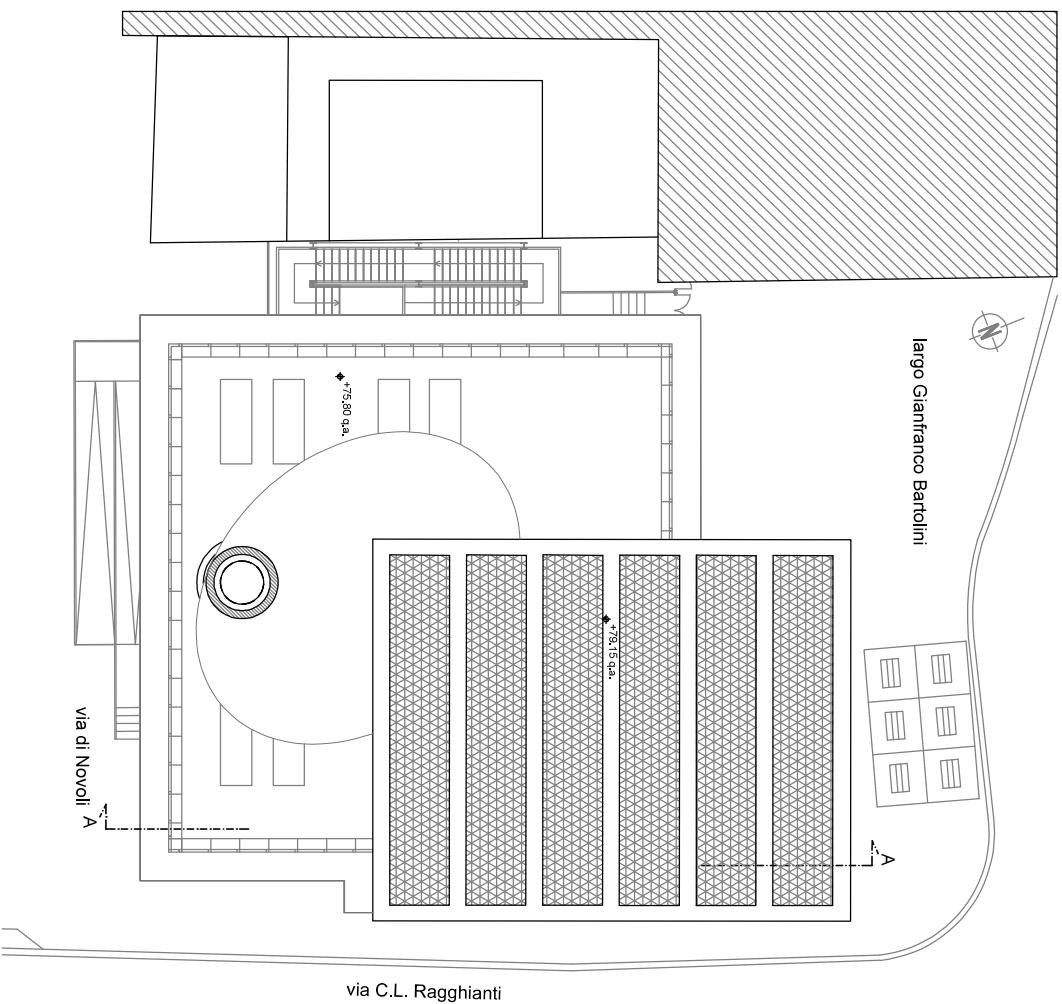 N
largo Gianfranco Bartolini
+75.80 q.a.
+79.15 q.a.
via di Novoli
A
A
via C.L. Ragghianti